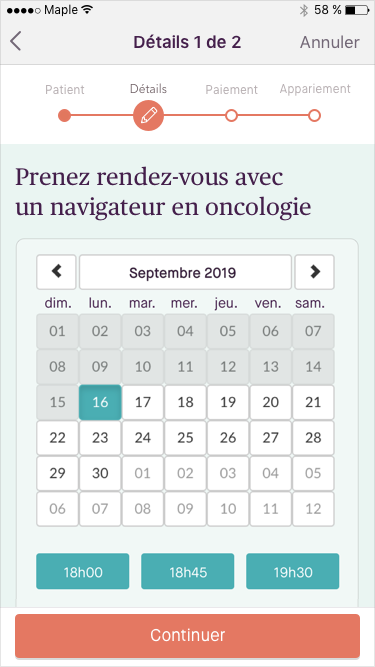 Maple 58 %
Détails 1 de 2 Annuler
Patient Détails Paiement Appariement
Prenez rendez-vous avec
un navigateur en oncologie
Septembre 2019
dim. lun. mar. mer. jeu. ven. sam.
01 02 03 04 05 06 07
08 09 10 11 12 13 14
15 16 17 18 19 20 21
22 23 24 25 26 27 28
29 30 01 02 03 04 05
06 07 08 09 10 11 12
18h00 18h45 19h30
Continuer